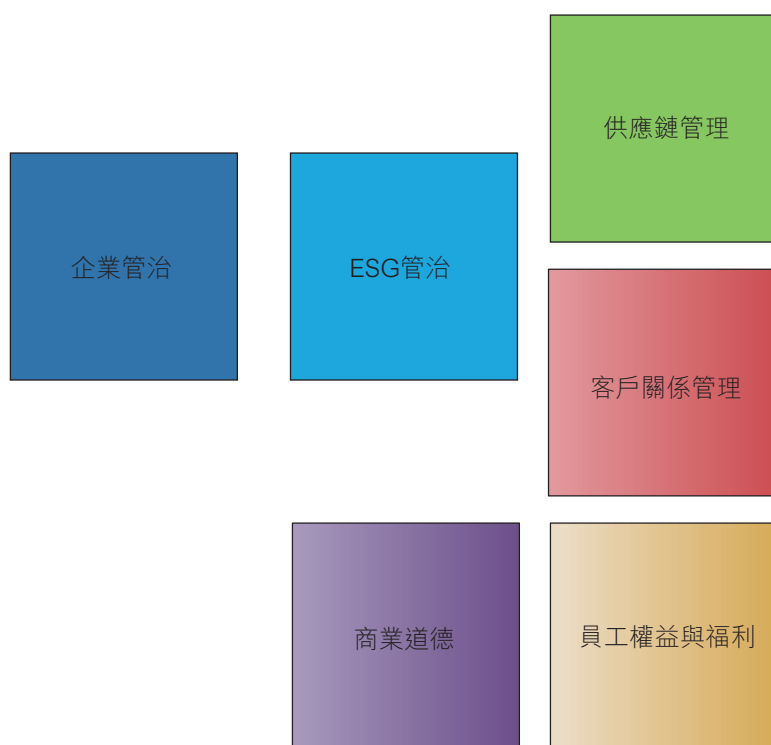 供應鏈管理
企業管治
ESG管治
客戶關係管理
商業道德
員工權益與福利